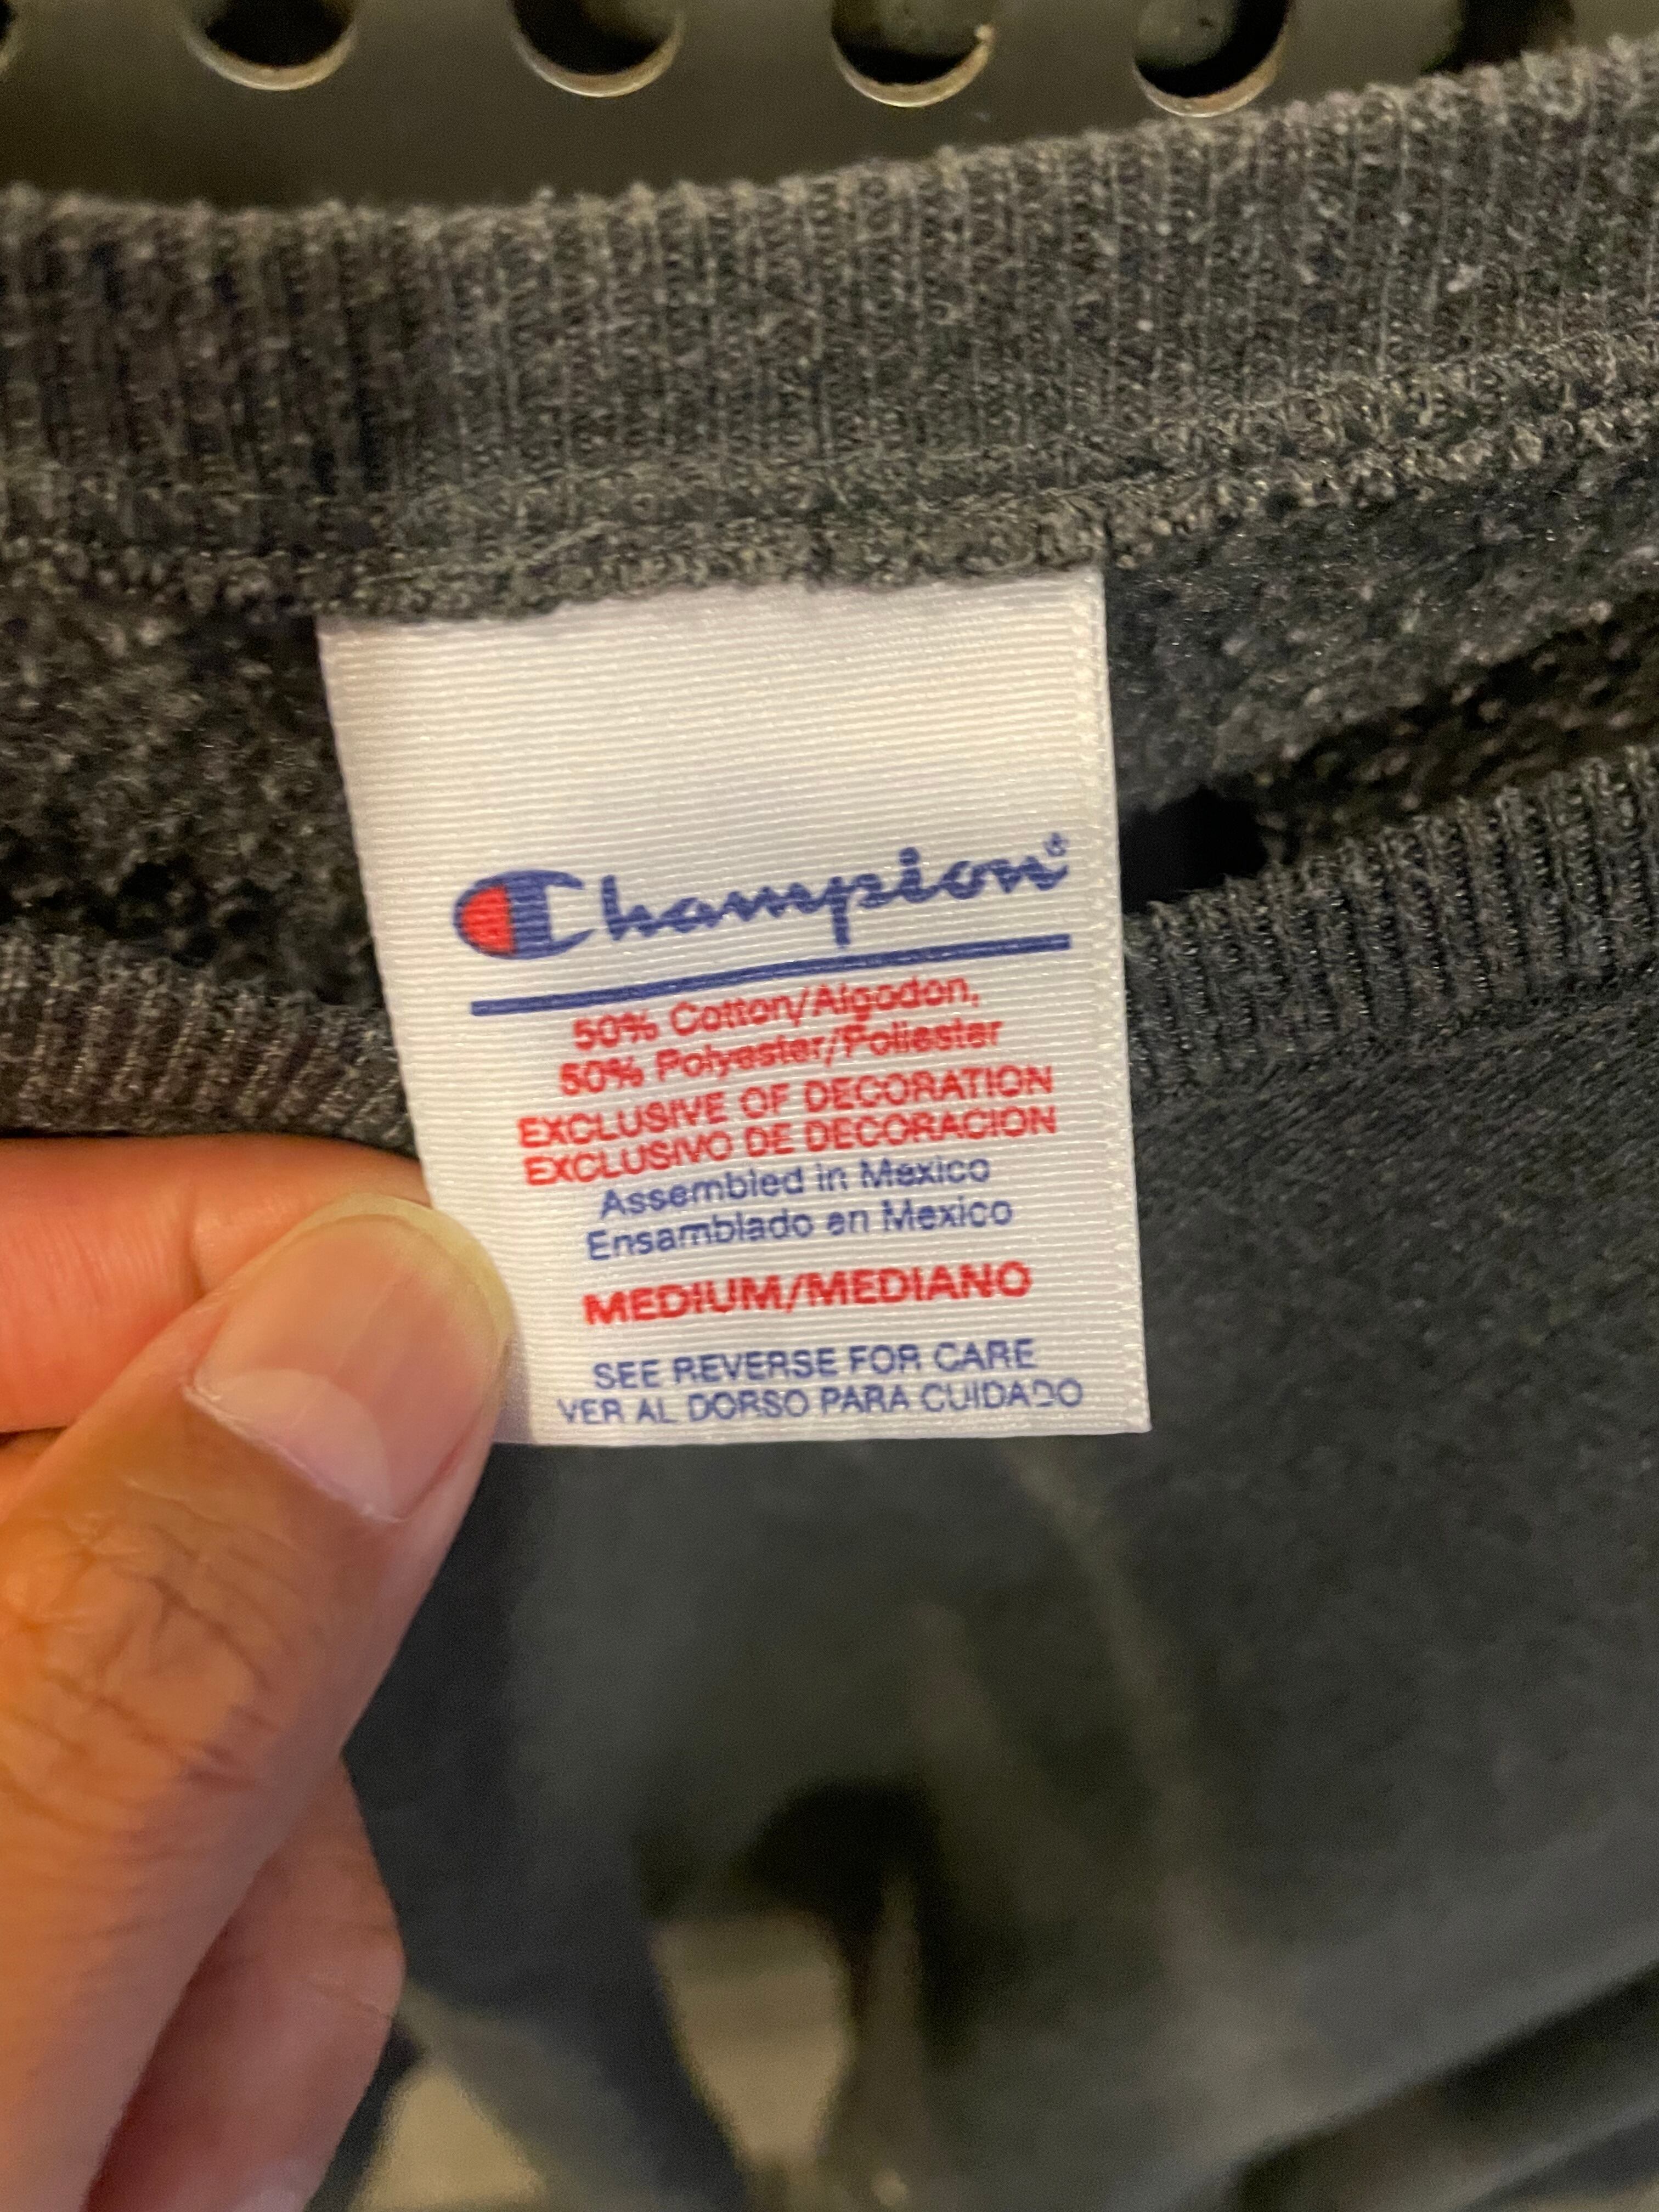 Champion
50% Cotton/Algodon,
50% Polyester/Poliester
EXCLUSIVE OF DECORATION
EXCLUSIVO DE DECORACION
Assembled in Mexico
Ensamblado en Mexico
MEDIUM/MEDIANO
SEE REVERSE FOR CARE
VER AL DORSO PARA CUIDADO